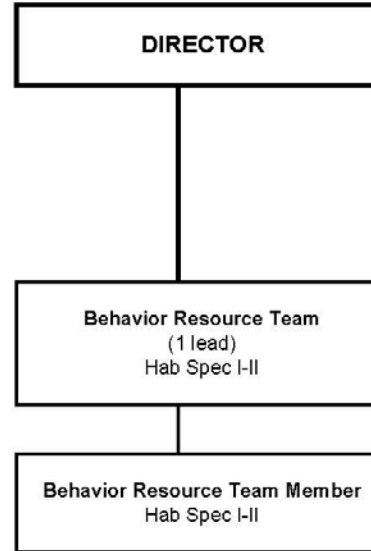 DIRECTOR
Behavior Resource Team
(1 lead)
Hab Spec I-II
Behavior Resource Team Member
Hab Spec I-II